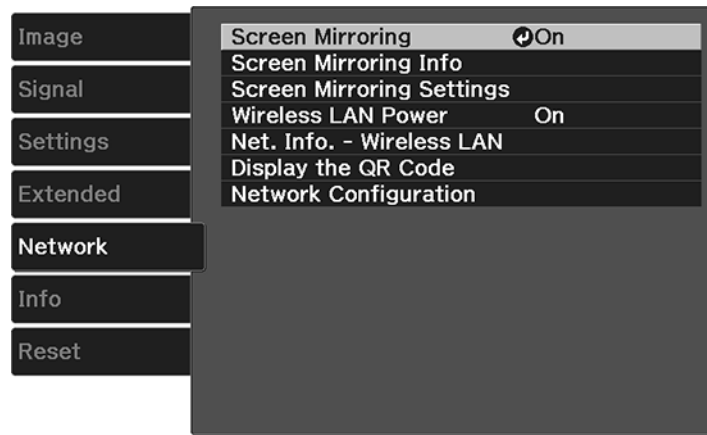 Image
Signal
Settings
Extended
Network
Info
Reset
Screen Mirroring On
Screen Mirroring Info
Screen Mirroring Settings
Wireless LAN Power On
Net. Info. - Wireless LAN
Display the QR Code
Network Configuration